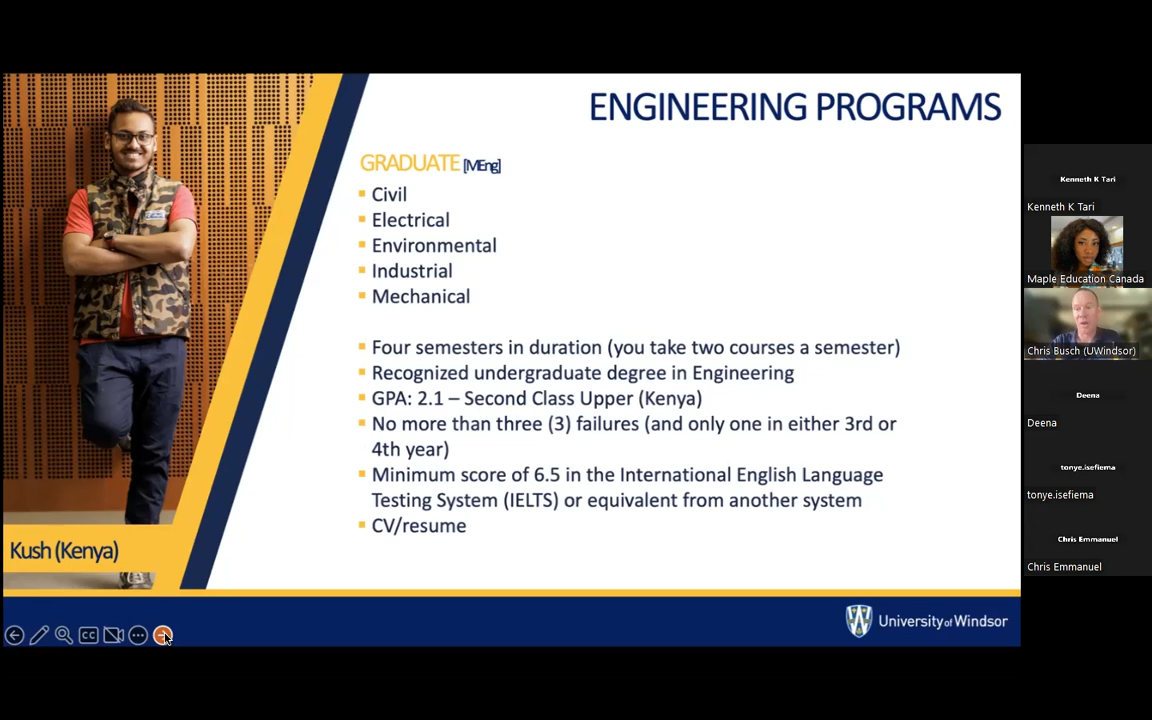 ENGINEERING PROGRAMS
GRADUATE [MEng]
Civil
Electrical
Environmental
Industrial
Mechanical
Four semesters in duration (you take two courses a semester)
Recognized undergraduate degree in Engineering
GPA: 2.1 – Second Class Upper (Kenya)
No more than three (3) failures (and only one in either 3rd or
4th year)
Minimum score of 6.5 in the International English Language
Testing System (IELTS) or equivalent from another system
CV/resume
Kush (Kenya)
CC
University of Windsor
Kenneth K Tari
Kenneth K Tari
Maple Education Canada
Chris Busch (UWindsor)
Deena
Deena
tonye.isefiema
tonye.isefiema
Chris Emmanuel
Chris Emmanuel